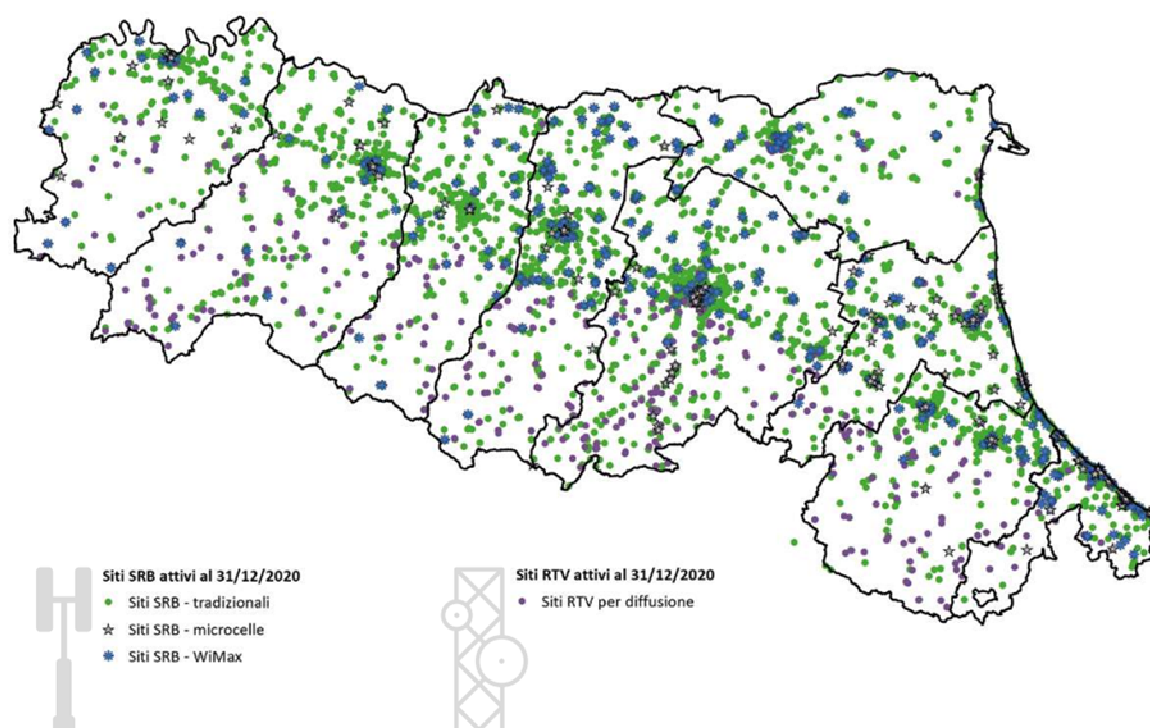 Siti SRB attivi al 31/12/2020
Siti SRB - tradizionali
Siti SRB - microcelle
Siti SRB - WiMax
Siti RTV attivi al 31/12/2020
Siti RTV per diffusione